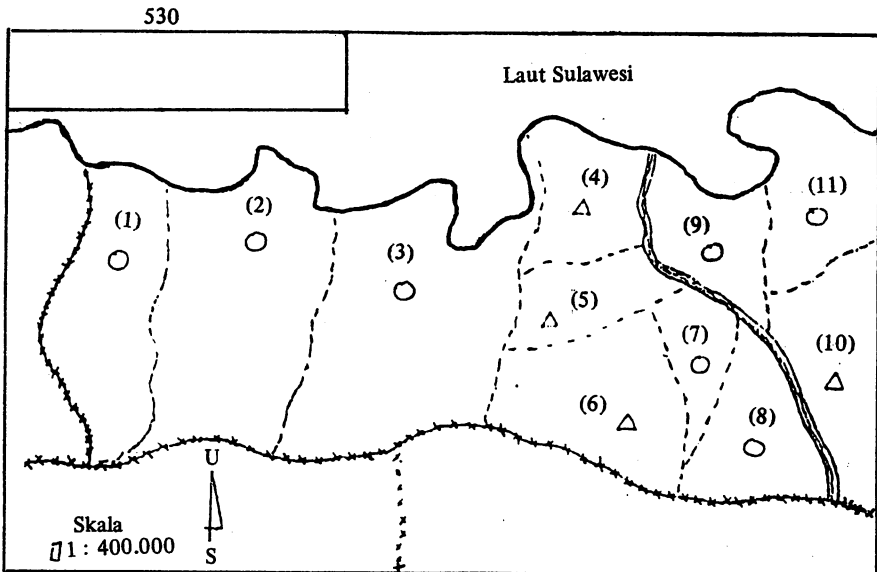 530
Laut Sulawesi
(1)
(2)
(3)
(4)
(5)
(6)
(7)
(8)
(9)
(10)
(11)
U
S
Skala
1 : 400.000